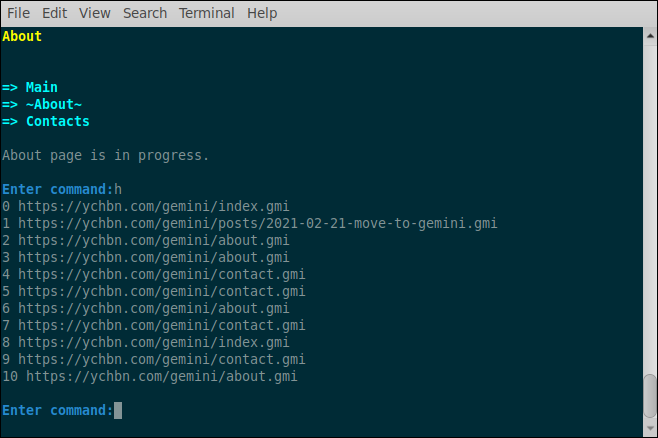 File Edit View Search Terminal Help
About
=> Main
=> ~About~
=> Contacts
About page is in progress.
Enter command:h
0 https://ychbn.com/gemini/index.gmi
1 https://ychbn.com/gemini/posts/2021-02-21-move-to-gemini.gmi
2 https://ychbn.com/gemini/about.gmi
3 https://ychbn.com/gemini/about.gmi
4 https://ychbn.com/gemini/contact.gmi
5 https://ychbn.com/gemini/contact.gmi
6 https://ychbn.com/gemini/about.gmi
7 https://ychbn.com/gemini/contact.gmi
8 https://ychbn.com/gemini/index.gmi
9 https://ychbn.com/gemini/contact.gmi
10 https://ychbn.com/gemini/about.gmi
Enter command: